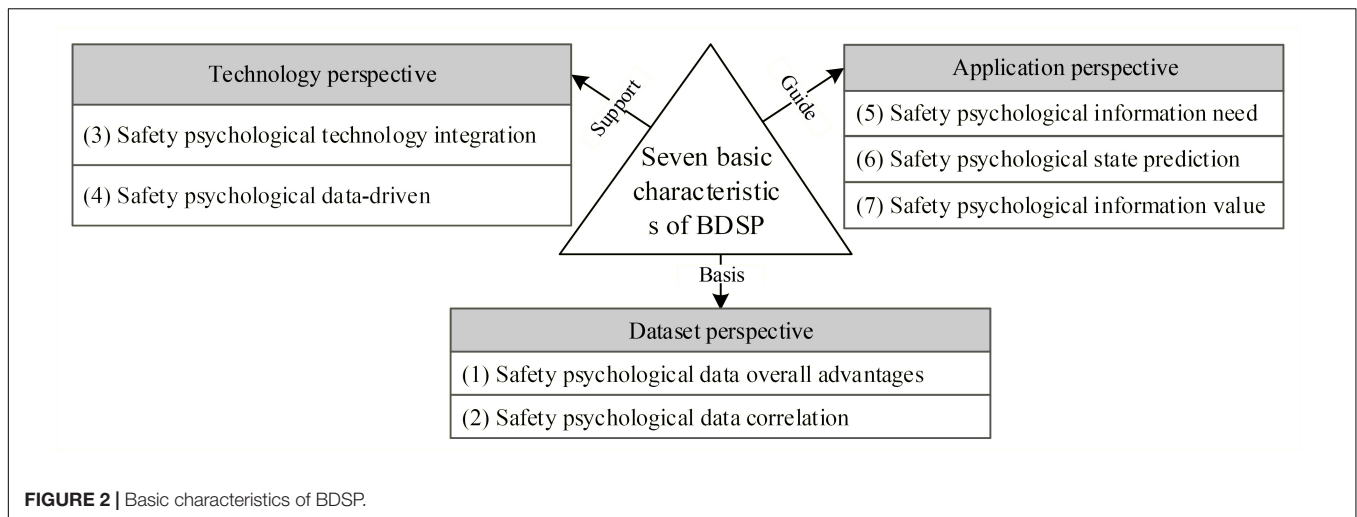 Technology perspective
(3) Safety psychological technology integration
(4) Safety psychological data-driven
Support
Seven basic
characteristic
s of BDSP
Guide
Application perspective
(5) Safety psychological information need
(6) Safety psychological state prediction
(7) Safety psychological information value
Basis
Dataset perspective
(1) Safety psychological data overall advantages
(2) Safety psychological data correlation
FIGURE 2 | Basic characteristics of BDSP.